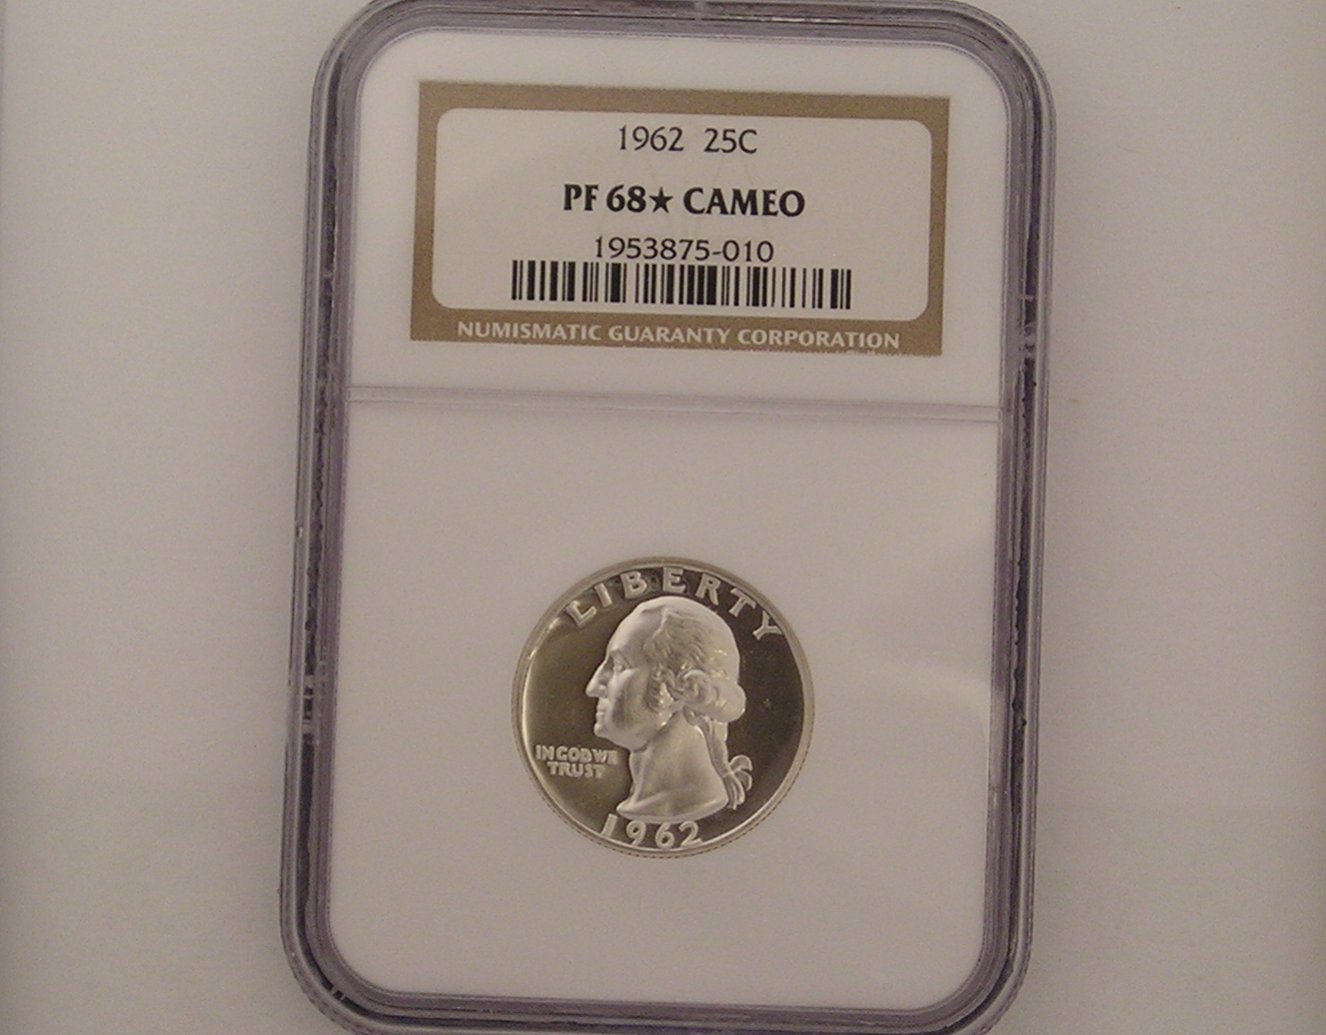 1962 25C
PF 68★ CAMEO
1953875-010
NUMISMATIC GUARANTY CORPORATION
LIBERTY
IN GOD WE
TRUST
1962